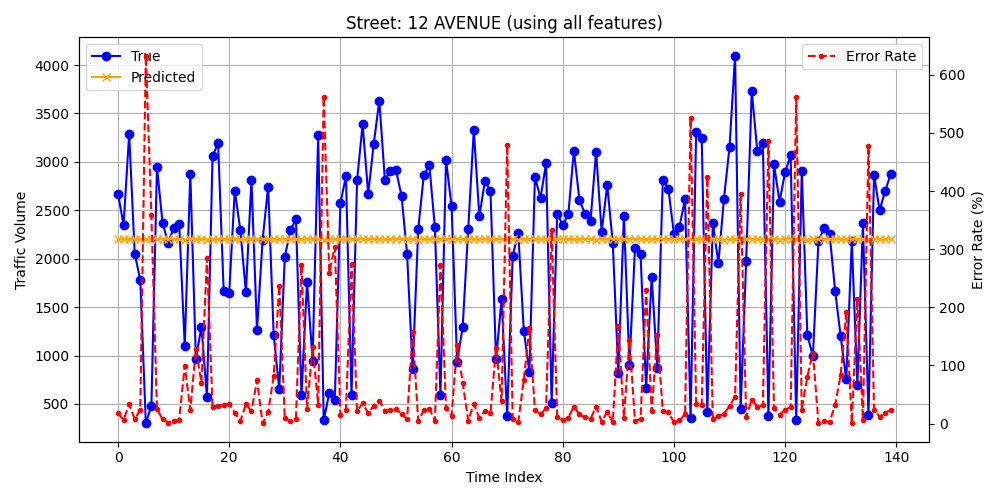 Street: 12 AVENUE (using all features)
True
Predicted
Error Rate
Traffic Volume
4000
3500
3000
2500
2000
1500
1000
500
Error Rate (%)
600
500
400
300
200
100
0
0 20 40 60 80 100 120 140
Time Index